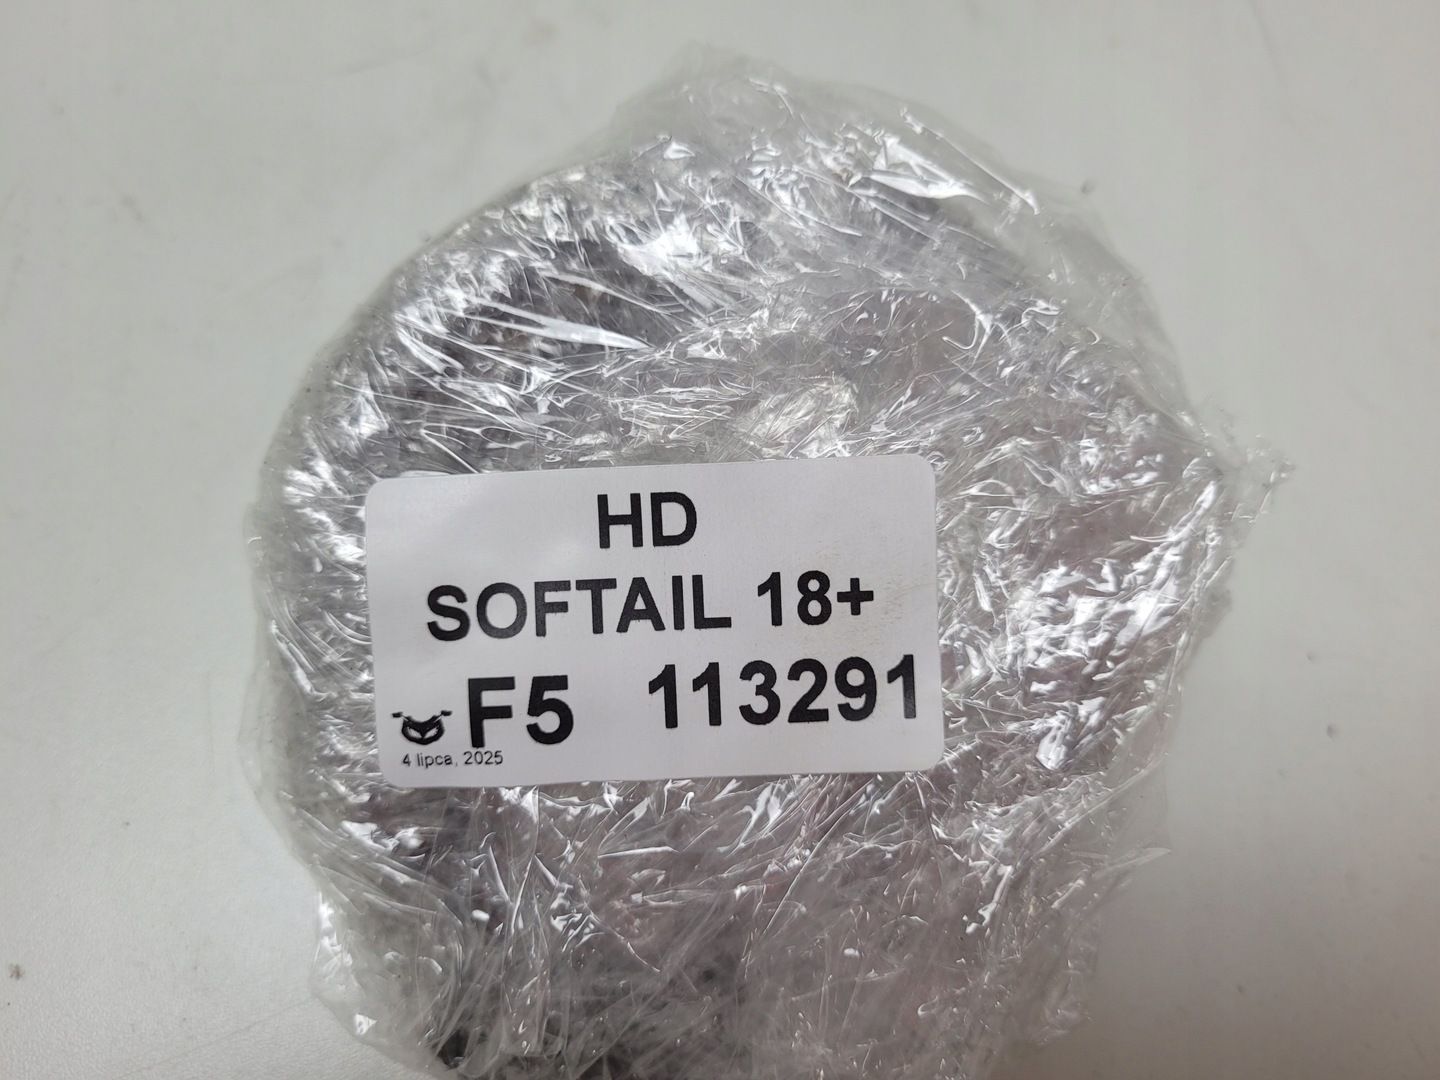 HD
SOFTAIL 18+
F5 113291
4 lipca, 2025